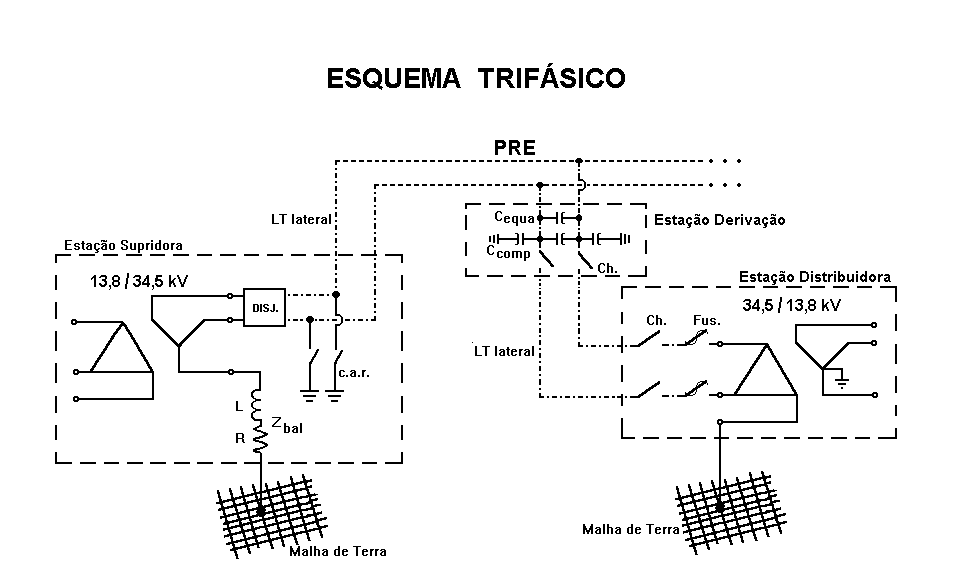 ESQUEMA TRIFÁSICO
PRE
LT lateral
Cequa
Estação Derivação
Estação Supridora
Ccomp
Ch.
Estação Distribuidora
13,8 / 34,5 kV
34,5 / 13,8 kV
DISJ.
Ch.
Fus.
LT lateral
c.a.r.
L
Zbal
R
Malha de Terra
Malha de Terra